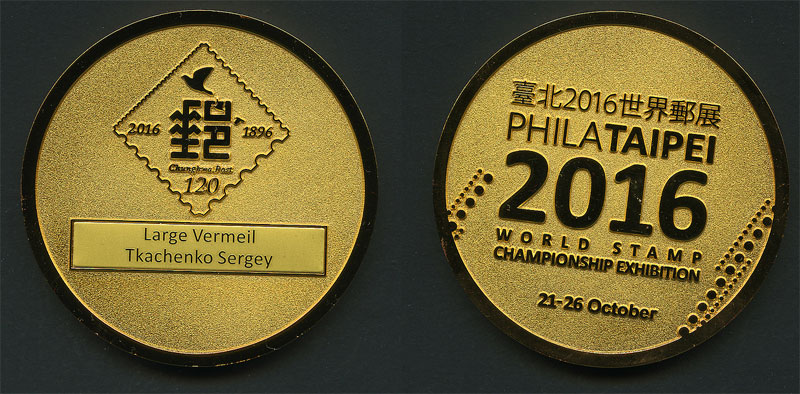 郵
2016 1896
Chunghwa Post
120
Large Vermeil
Tkachenko Sergey
臺北2016世界郵展
PHILATAIPEI
2016
WORLD STAMP
CHAMPIONSHIP EXHIBITION
21-26 October